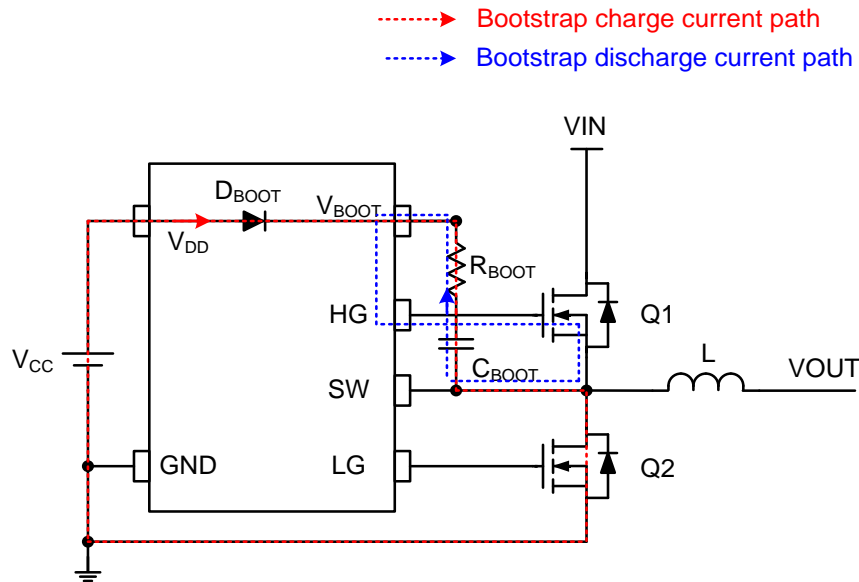 Bootstrap charge current path
Bootstrap discharge current path
VIN
DBOOT
VBOOT
VDD
RBOOT
HG
Q1
VCC
CBOOT
L
VOUT
SW
GND
LG
Q2